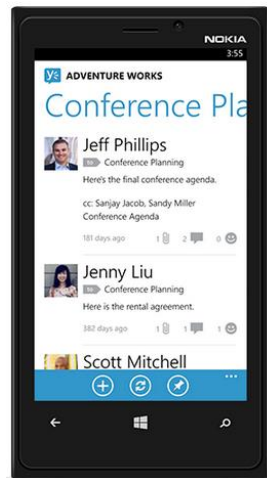 NOKIA
3:55
y ADVENTURE WORKS
Conference Pla
Jeff Phillips
to Conference Planning
Here's the final conference agenda.
cc: Sanjay Jacob, Sandy Miller
Conference Agenda
181 days ago 1 2 0
Jenny Liu
to Conference Planning
Here is the rental agreement.
382 days ago 1 1 1
Scott Mitchell